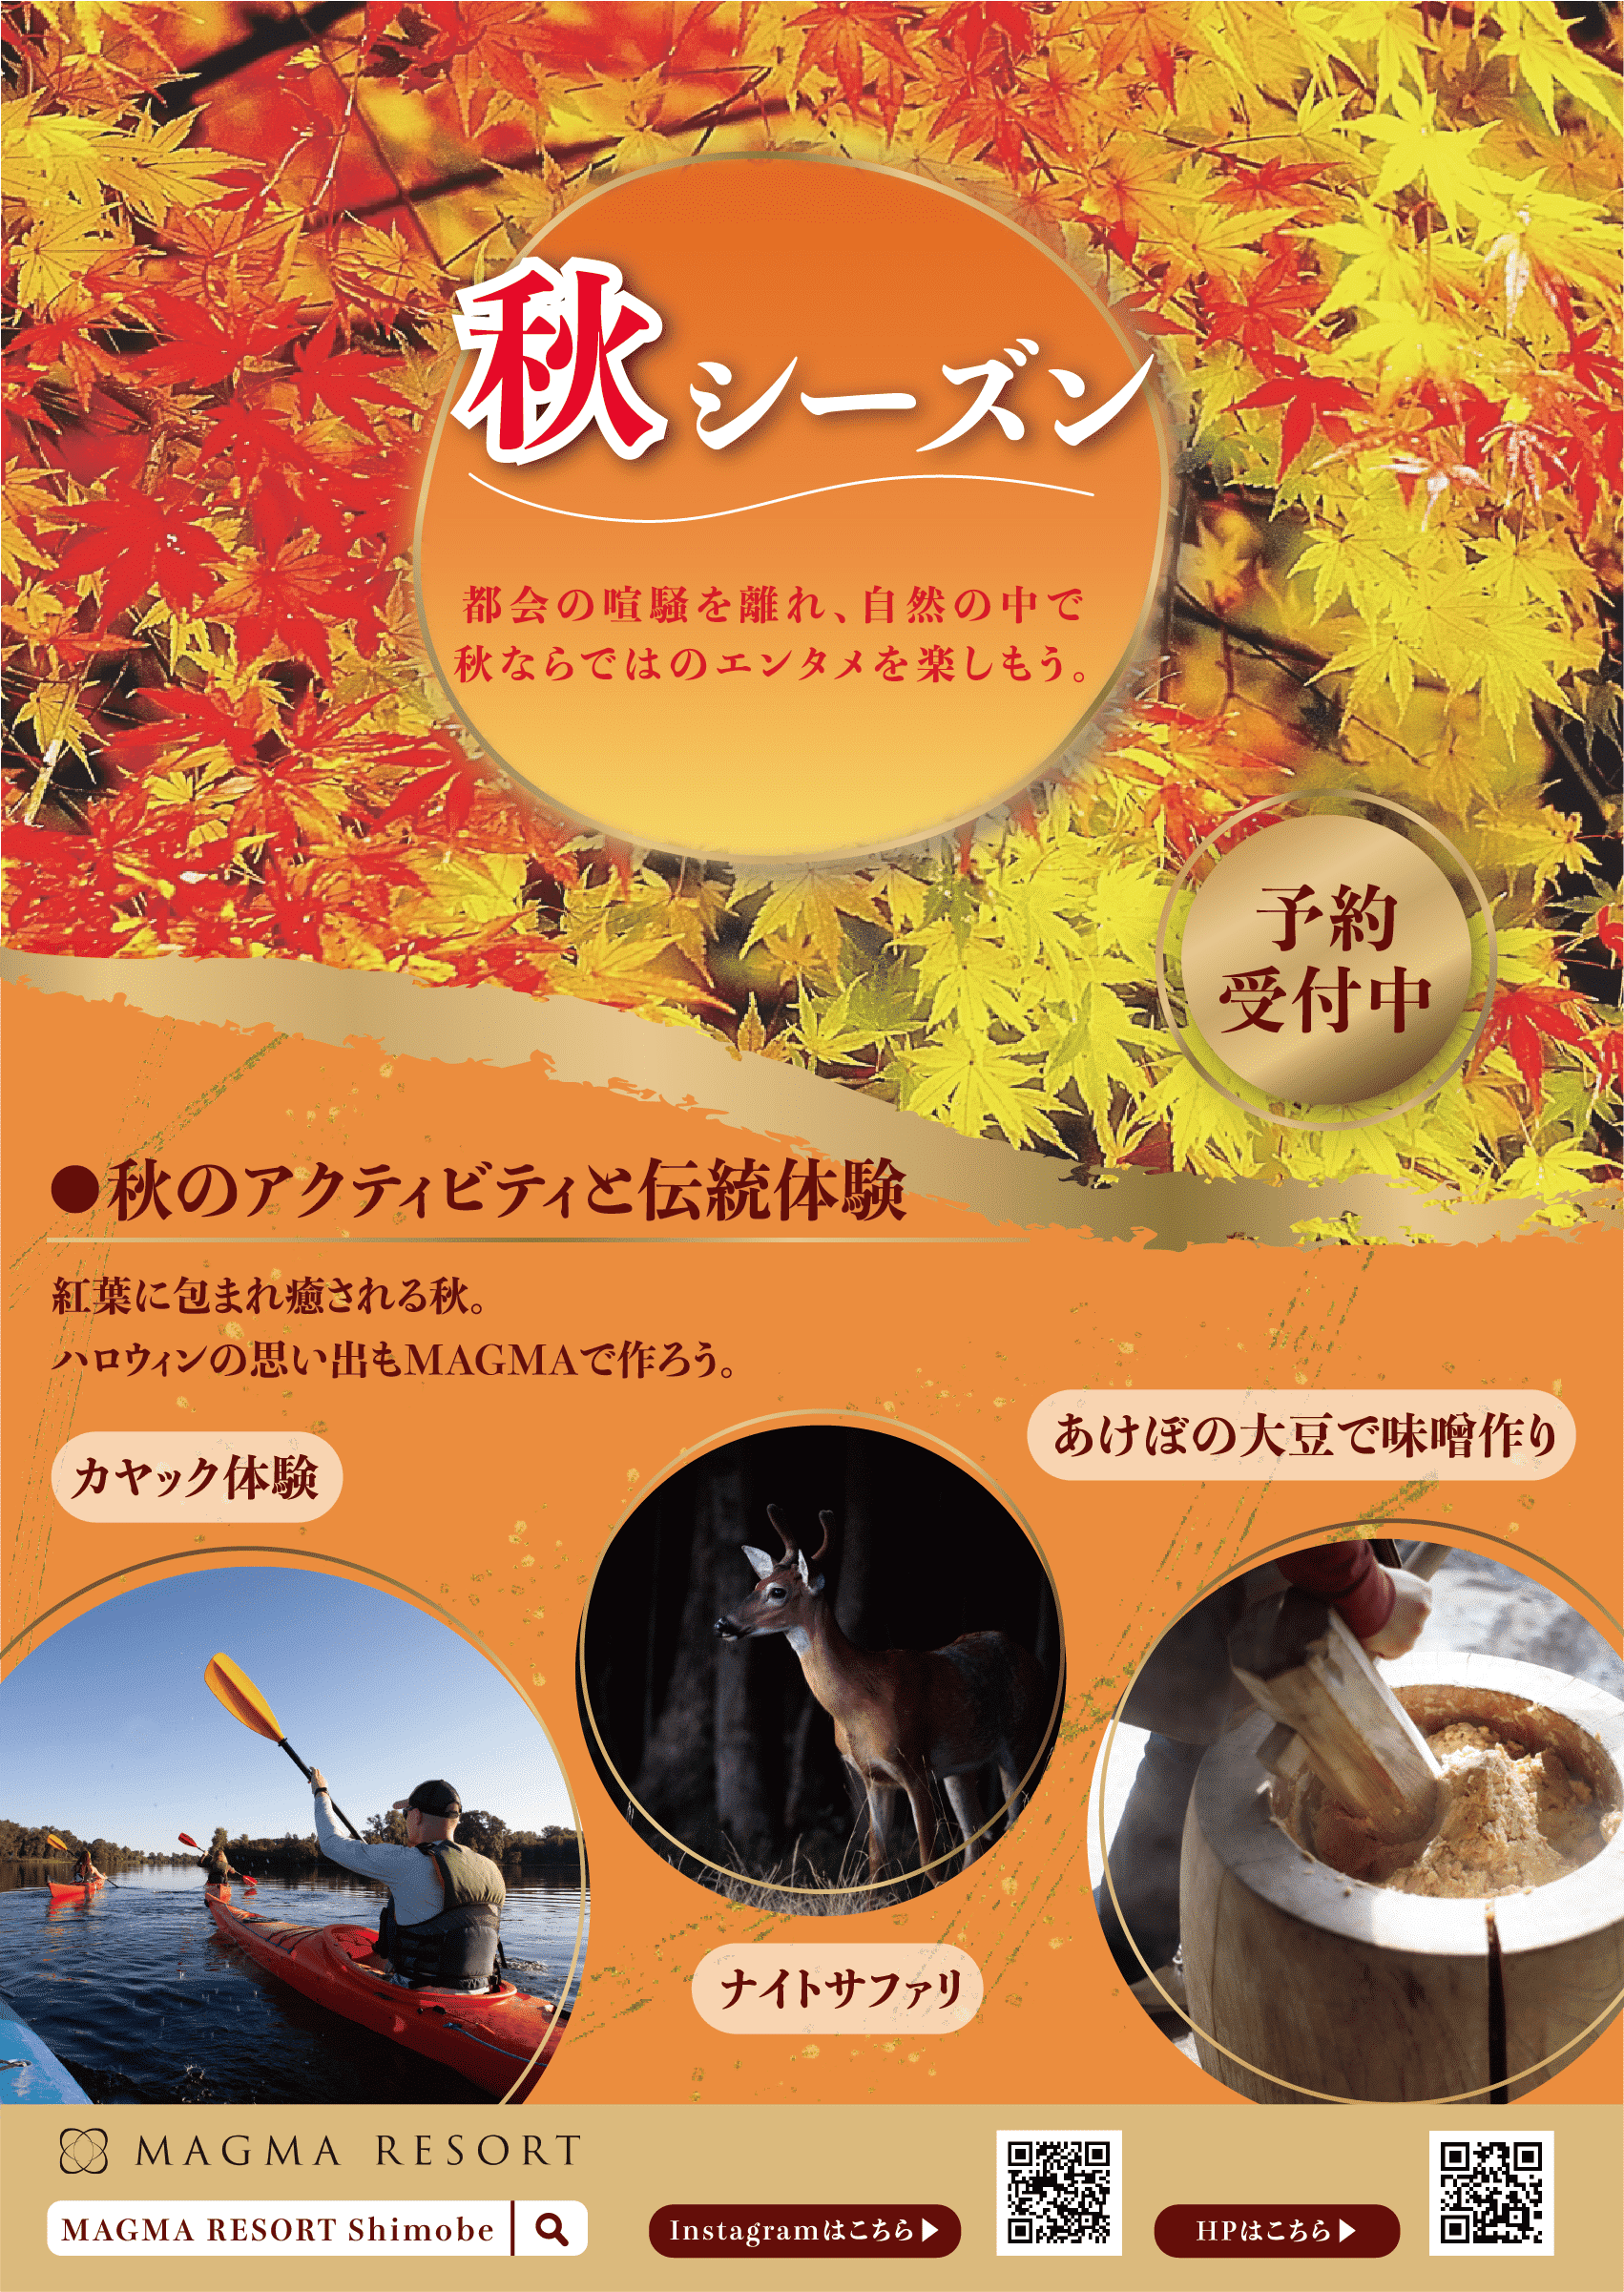 秋シーズン
都会の喧騒を離れ、自然の中で
秋ならではのエンタメを楽しもう。
予約
受付中
●秋のアクティビティと伝統体験
紅葉に包まれ癒される秋。
ハロウィンの思い出もMAGMAで作ろう。
カヤック体験
あけぼの大豆で味噌作り
ナイトサファリ
MAGMA RESORT
MAGMA RESORT Shimobe
Instagramはこちら▶
HPはこちら▶